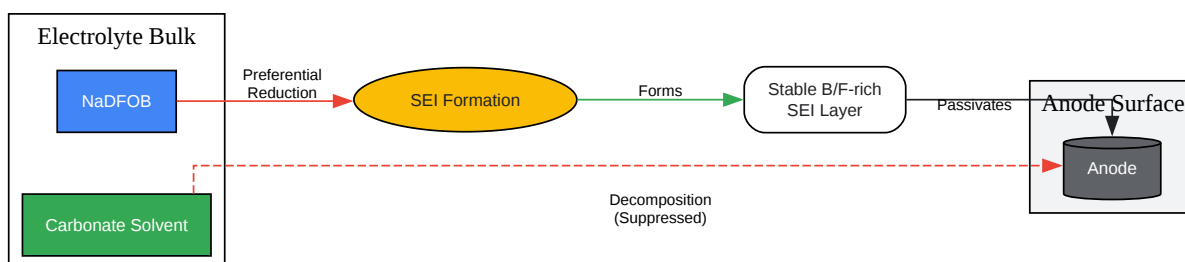 Electrolyte Bulk
NaDFOB
Preferential
Reduction
SEI Formation
Forms
Stable B/F-rich
SEI Layer
Passivates
Anode Surface
Anode
Carbonate Solvent
Decomposition
(Suppressed)